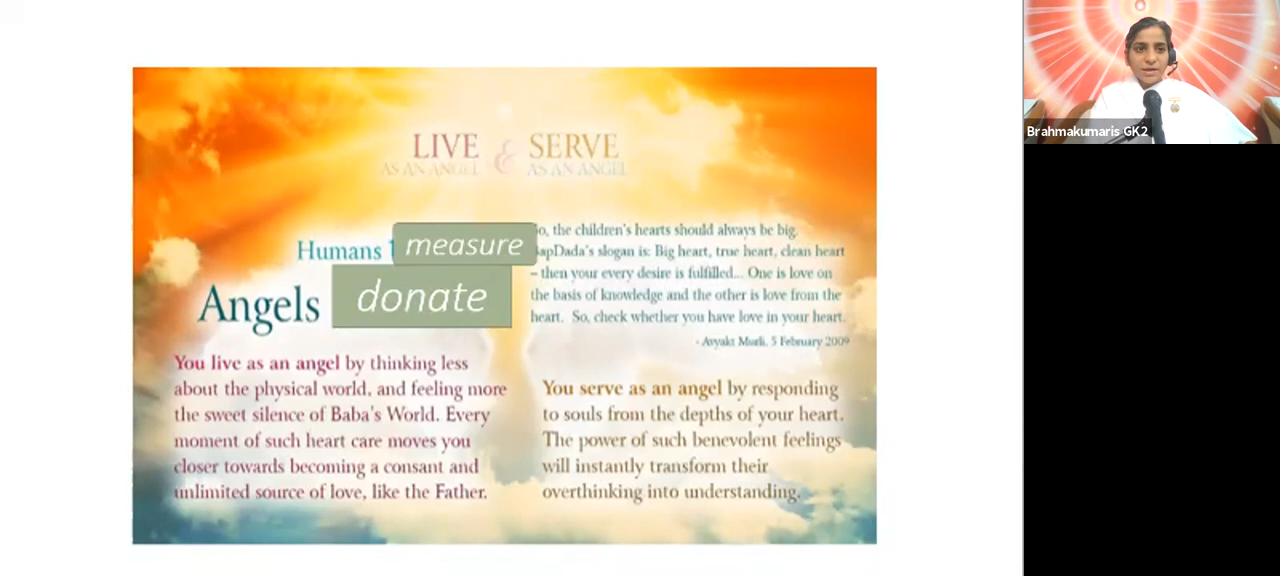 LIVE & SERVE
AS AN ANGEL AS AN ANGEL
Humans measure
Angels donate
So, the children's hearts should always be big.
BapDada's slogan is: Big heart, true heart, clean heart
– then your every desire is fulfilled... One is love on
the basis of knowledge and the other is love from the
heart. So, check whether you have love in your heart.
- Avyakt Murli, 5 February 2009
You live as an angel by thinking less
about the physical world, and feeling more
the sweet silence of Baba's World. Every
moment of such heart care moves you
closer towards becoming a consant and
unlimited source of love, like the Father.
You serve as an angel by responding
to souls from the depths of your heart.
The power of such benevolent feelings
will instantly transform their
overthinking into understanding.
Brahmakumaris GK2